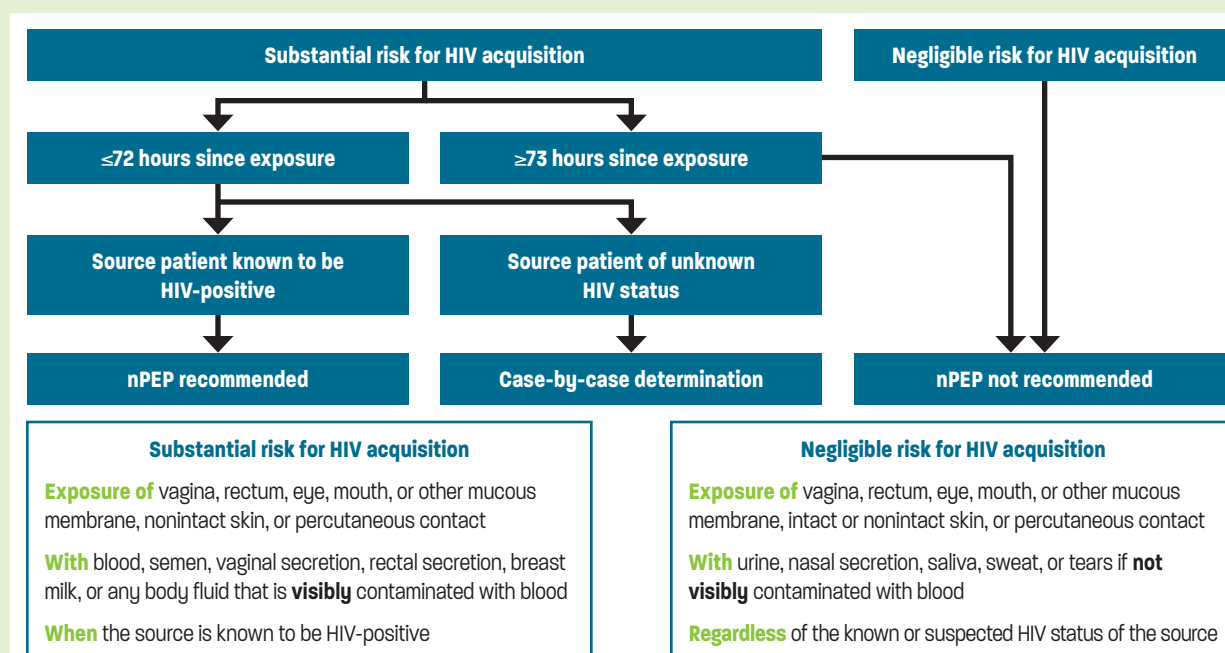 Substantial risk for HIV acquisition
Negligible risk for HIV acquisition
≤72 hours since exposure
≥73 hours since exposure
Source patient known to be
HIV-positive
Source patient of unknown
HIV status
nPEP recommended
Case-by-case determination
nPEP not recommended
Substantial risk for HIV acquisition
Exposure of vagina, rectum, eye, mouth, or other mucous
membrane, nonintact skin, or percutaneous contact
With blood, semen, vaginal secretion, rectal secretion, breast
milk, or any body fluid that is visibly contaminated with blood
When the source is known to be HIV-positive
Negligible risk for HIV acquisition
Exposure of vagina, rectum, eye, mouth, or other mucous
membrane, intact or nonintact skin, or percutaneous contact
With urine, nasal secretion, saliva, sweat, or tears if not
visibly contaminated with blood
Regardless of the known or suspected HIV status of the source